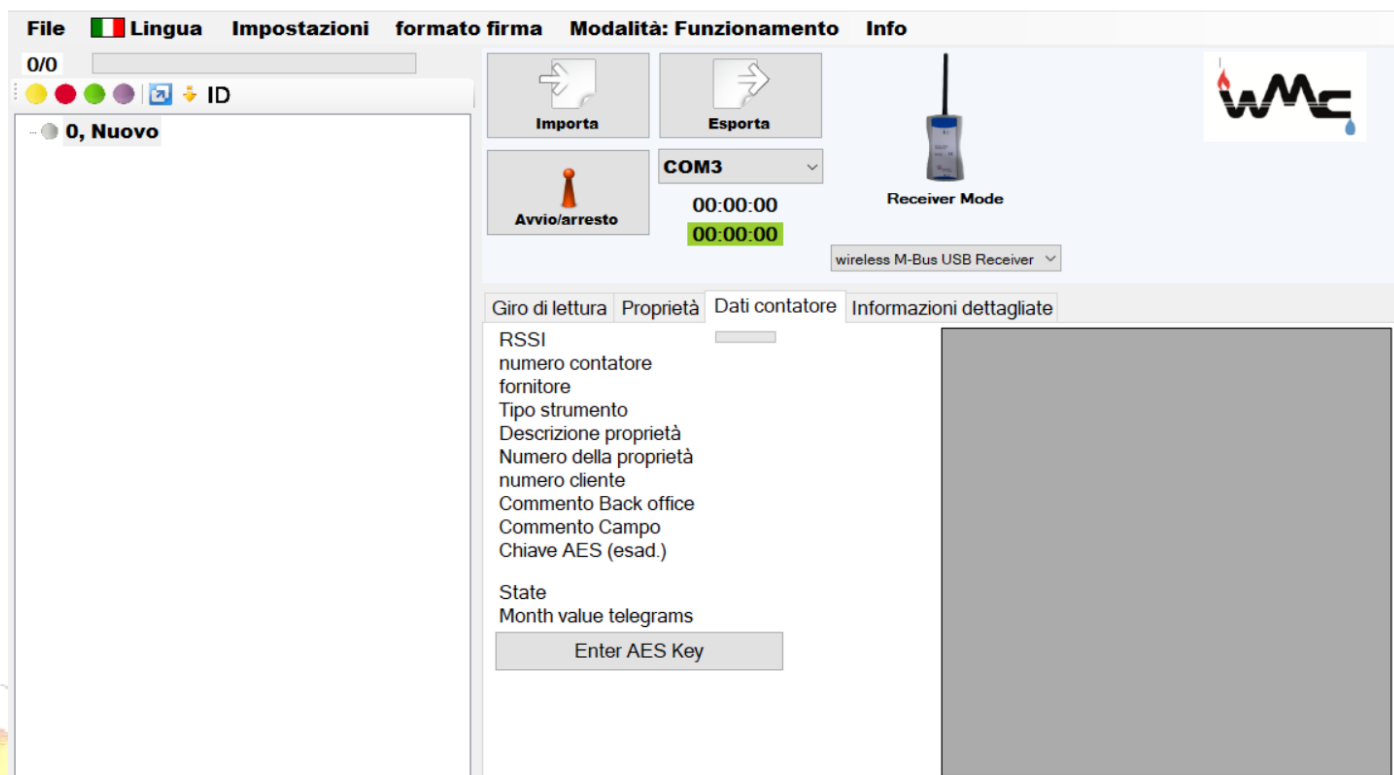 File Lingua Impostazioni formato firma Modalità: Funzionamento Info
0/0
ID
0, Nuovo
Importa
Esporta
COM3
Avvio/arresto
00:00:00
00:00:00
Receiver Mode
wireless M-Bus USB Receiver
wMc
Giro di lettura Proprietà Dati contatore Informazioni dettagliate
RSSI
numero contatore
fornitore
Tipo strumento
Descrizione proprietà
Numero della proprietà
numero cliente
Commento Back office
Commento Campo
Chiave AES (esad.)
State
Month value telegrams
Enter AES Key